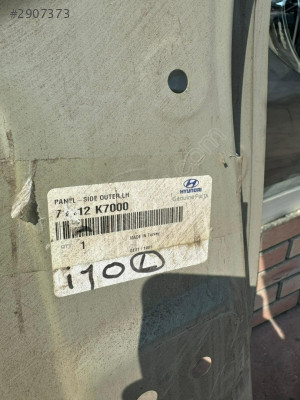 #2907373
PANEL - SIDE OUTER,LH
HYUNDAI
Genuine Parts
K7000
1
MADE IN TURKEY
i10 L